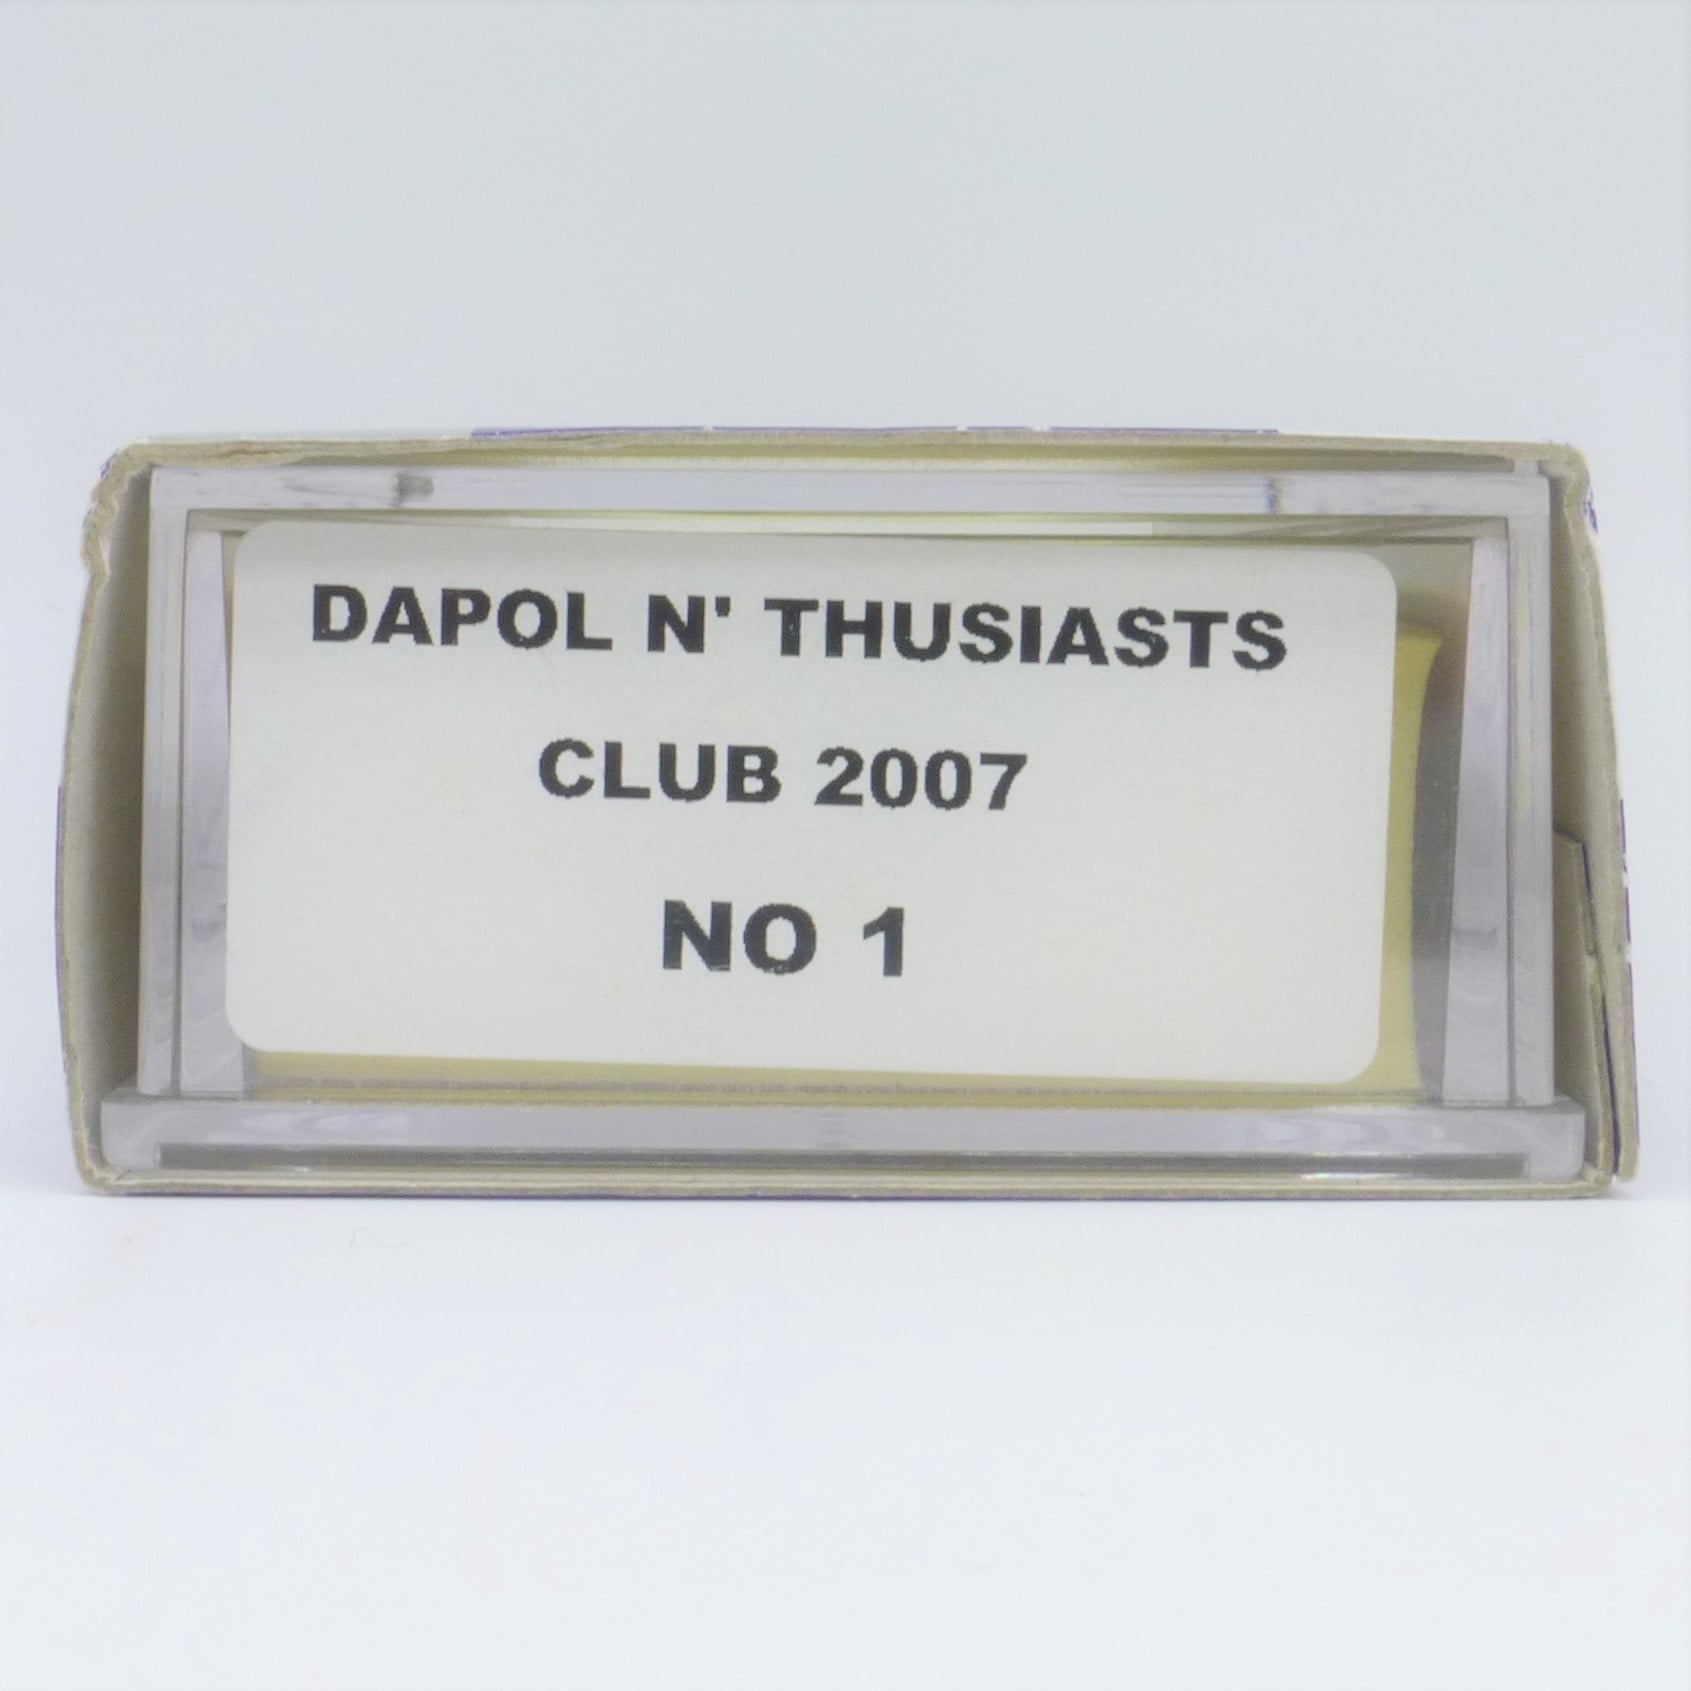 DAPOL N' THUSIASTS
CLUB 2007
NO 1